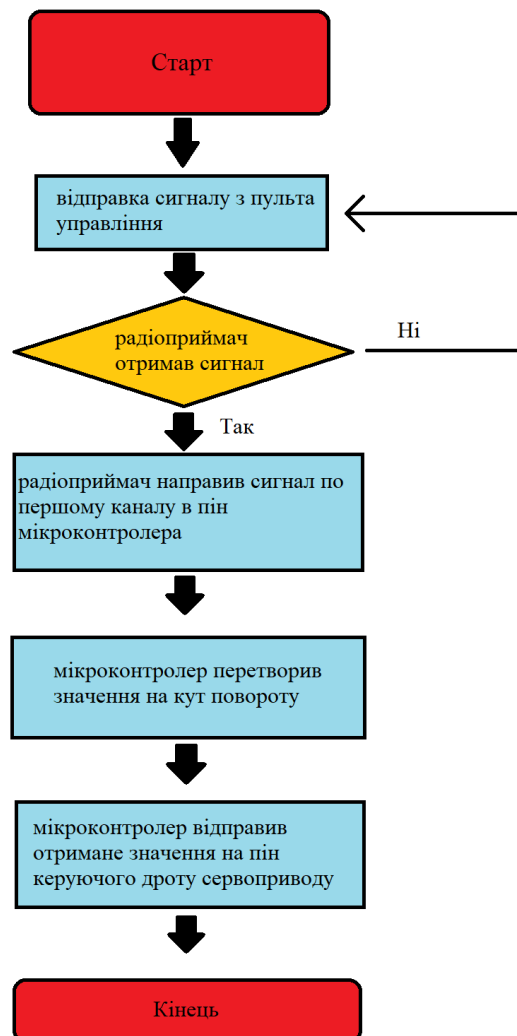 Старт
відправка сигналу з пульта
управління
радіоприймач
отримав сигнал
Ні
Так
радіоприймач направив сигнал по
першому каналу в пін
мікроконтролера
мікроконтролер перетворив
значення на кут повороту
мікроконтролер відправив
отримане значення на пін
керуючого дроту сервоприводу
Кінець